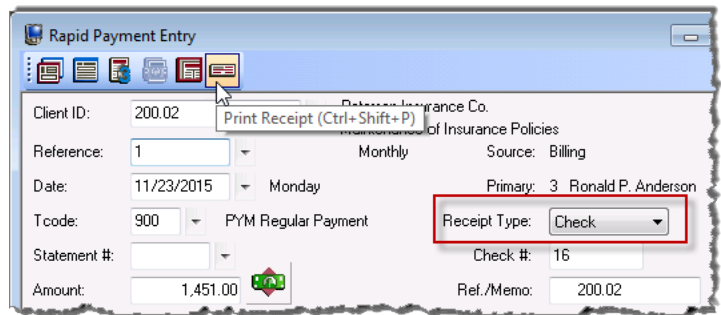 Rapid Payment Entry
Client ID: 200.02 Insurance Co.
Print Receipt (Ctrl+Shift+P) of Insurance Policies
Reference: 1 Monthly Source: Billing
Date: 11/23/2015 Monday Primary: 3 Ronald P. Anderson
Tcode: 900 PYM Regular Payment Receipt Type: Check
Statement #: Check #: 16
Amount: 1,451.00 Ref./Memo: 200.02